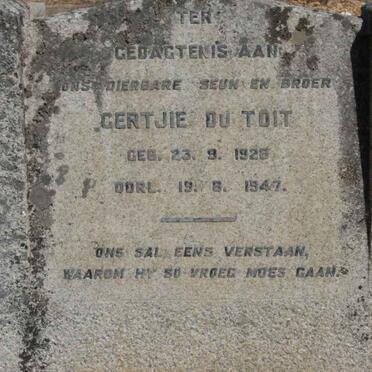 TER
GEDAGTENIS AAN
ONS DIERBARE SEUN EN BROER
GERTJIE DU TOIT
GEB. 23. 9. 1926
OORL. 19. 6. 1947.
ONS SAL EENS VERSTAAN,
WAAROM HY SO VROEG MOES GAAN.